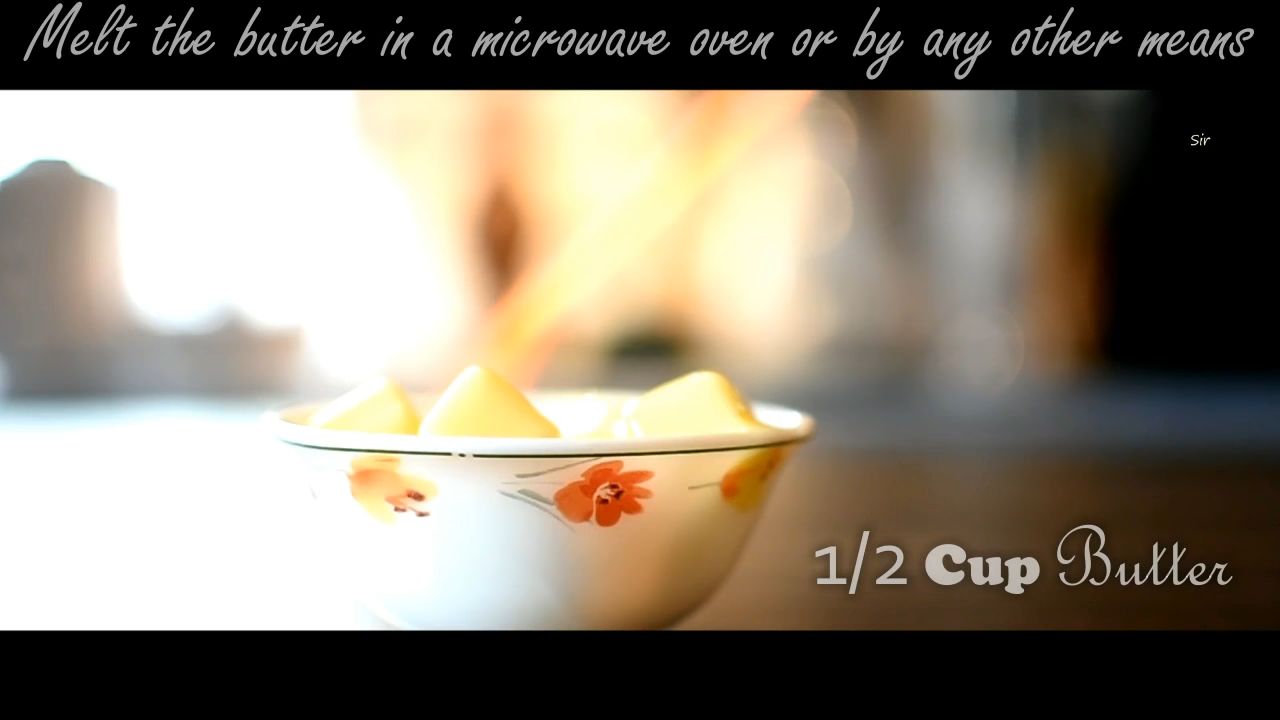 Melt the butter in a microwave oven or by any other means
Sir
1/2 Cup Butter